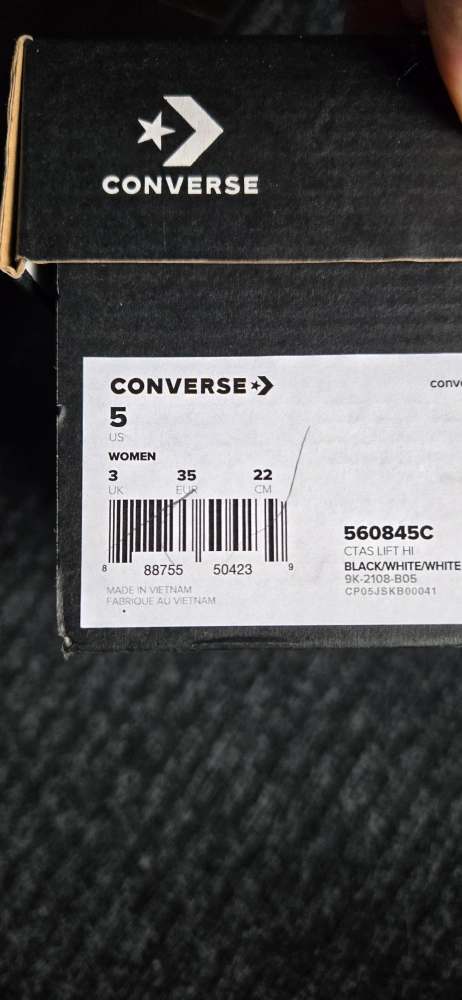 CONVERSE
CONVERSE
5
US
WOMEN
3 35 22
UK EUR CM
8 88755 50423 9
MADE IN VIETNAM
FABRIQUE AU VIETNAM
conve
560845C
CTAS LIFT HI
BLACK/WHITE/WHITE
9K-2108-B05
CP05JSKB00041